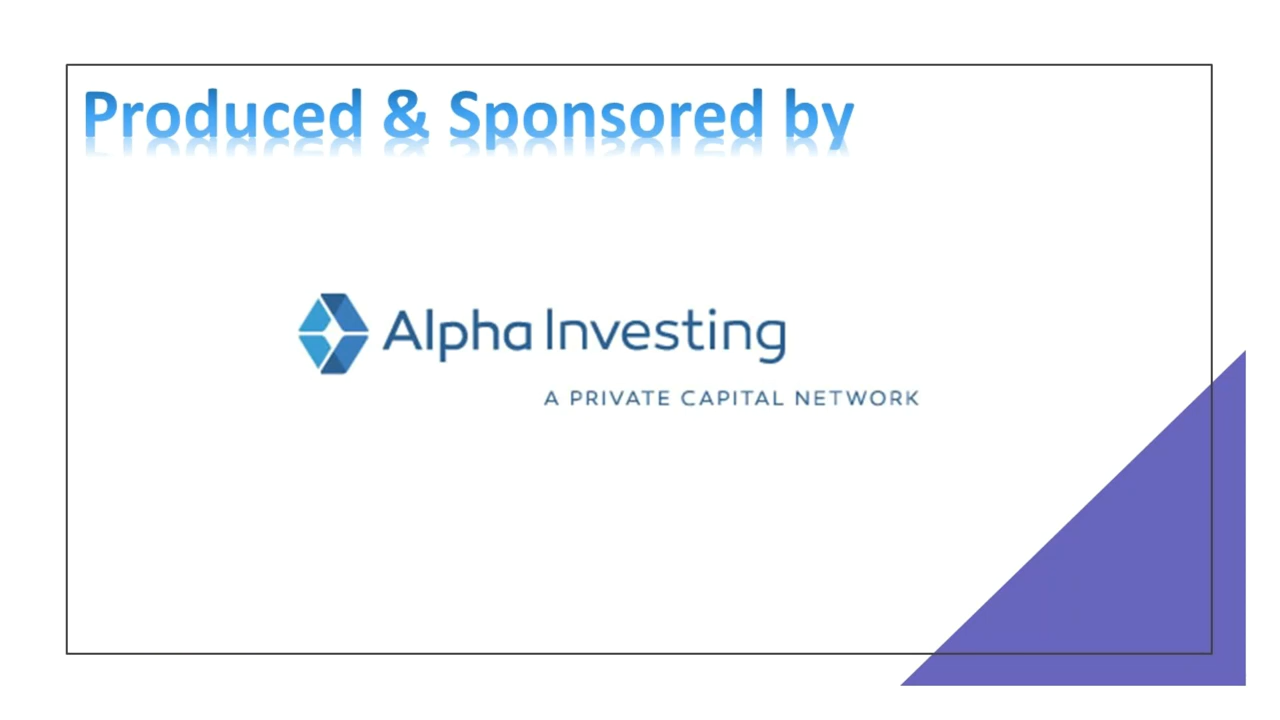 Produced & Sponsored by
Alpha Investing
A PRIVATE CAPITAL NETWORK